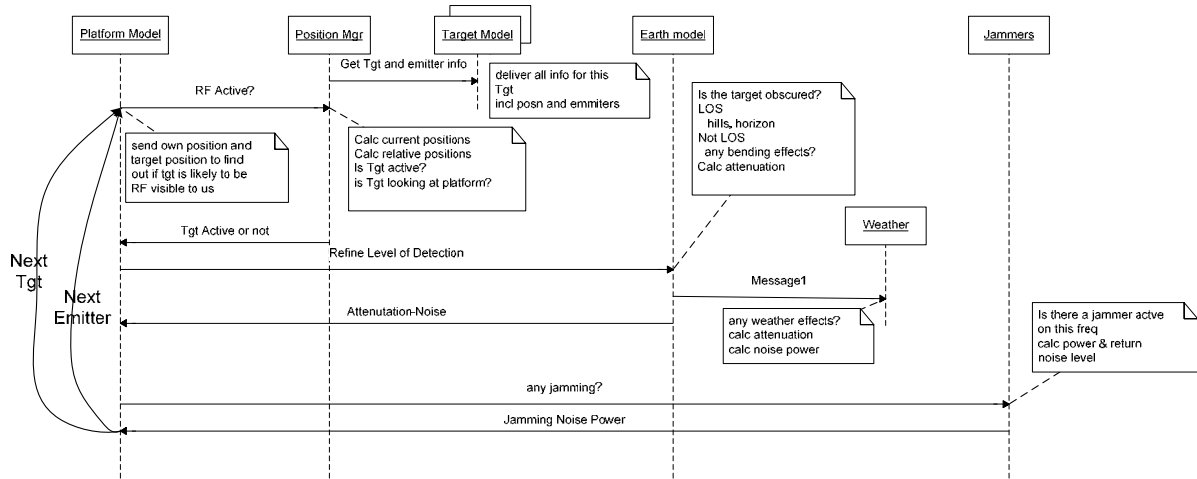 Platform Model
Position Mgr
Target Model
Earth model
Jammers
Get Tgt and emitter info
deliver all info for this
Tgt
incl posn and emmiters
RF Active?
Is the target obscured?
LOS
hills, horizon
Not LOS
any bending effects?
Calc attenuation
send own position and
target position to find
out if tgt is likely to be
RF visible to us
Calc current positions
Calc relative positions
Is Tgt active?
is Tgt looking at platform?
Weather
Tgt Active or not
Refine Level of Detection
Next
Tgt
Next
Emitter
Message1
Attenutation-Noise
any weather effects?
calc attenuation
calc noise power
Is there a jammer actve
on this freq
calc power & return
noise level
any jamming?
Jamming Noise Power